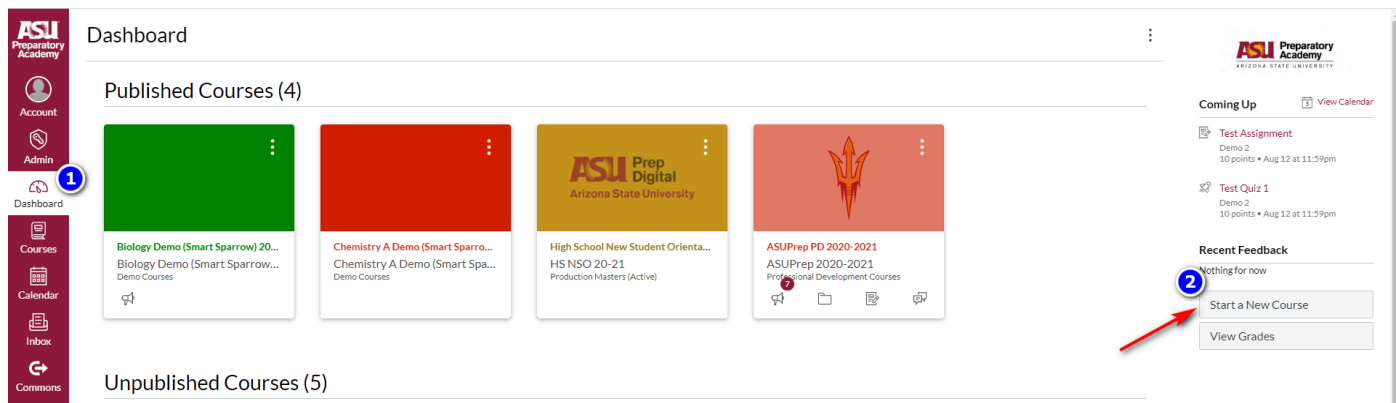 ASU
Preparatory
Academy
Account
Admin
1
Dashboard
Courses
Calendar
Inbox
Commons
Dashboard
Published Courses (4)
Biology Demo (Smart Sparrow) 20...
Biology Demo (Smart Sparrow...
Demo Courses
Chemistry A Demo (Smart Sparro...
Chemistry A Demo (Smart Spa...
Demo Courses
ASU Prep
Digital
Arizona State University
High School New Student Orienta...
HS NSO 20-21
Production Masters (Active)
ASUPrep PD 2020-2021
ASUPrep 2020-2021
Professional Development Courses
7
Unpublished Courses (5)
ASU Preparatory
Academy
ARIZONA STATE UNIVERSITY
Coming Up
3 View Calendar
Test Assignment
Demo 2
10 points • Aug 12 at 11:59pm
Test Quiz 1
Demo 2
10 points • Aug 12 at 11:59pm
Recent Feedback
Nothing for now
2
Start a New Course
View Grades